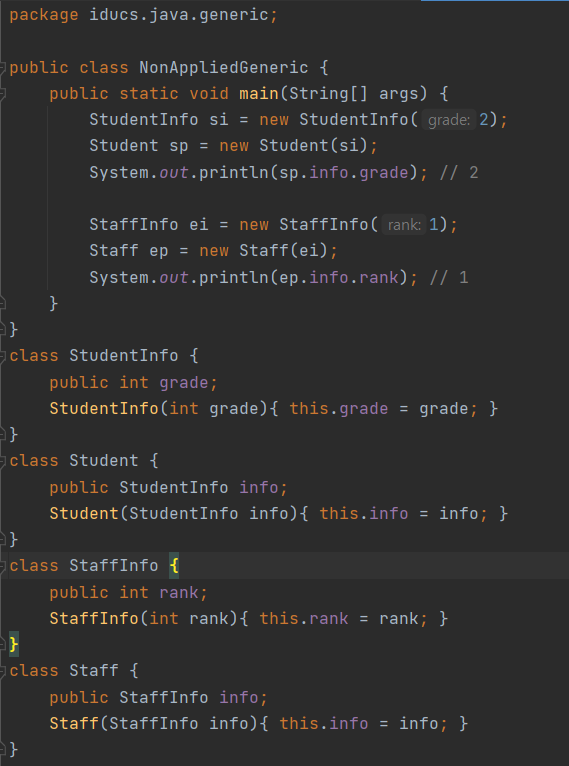 package iducs.java.generic;
public class NonAppliedGeneric {
public static void main(String[] args) {
StudentInfo si = new StudentInfo( grade: 2);
Student sp = new Student(si);
System.out.println(sp.info.grade); // 2
StaffInfo ei = new StaffInfo( rank: 1);
Staff ep = new Staff(ei);
System.out.println(ep.info.rank); // 1
}
}
class StudentInfo {
public int grade;
StudentInfo(int grade){ this.grade = grade; }
}
class Student {
public StudentInfo info;
Student(StudentInfo info){ this.info = info; }
}
class StaffInfo {
public int rank;
StaffInfo(int rank){ this.rank = rank; }
}
class Staff {
public StaffInfo info;
Staff(StaffInfo info){ this.info = info; }
}